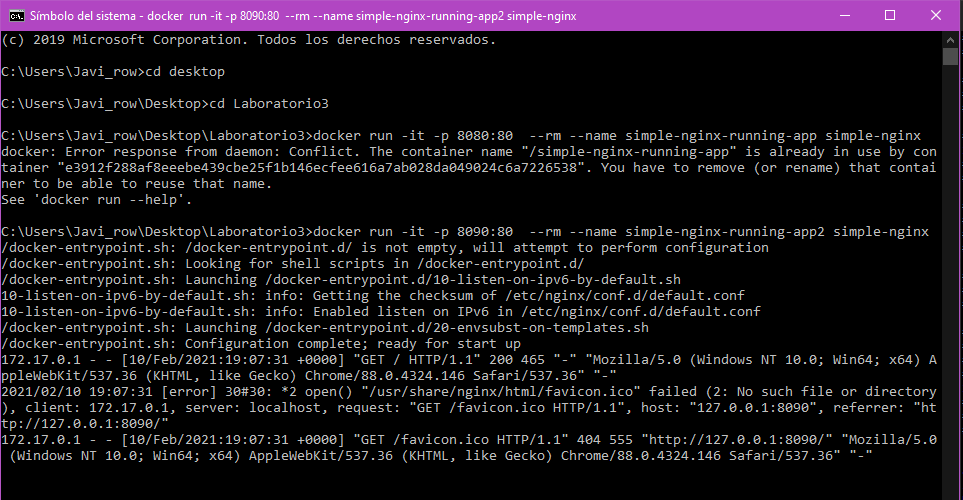 Símbolo del sistema - docker run -it -p 8090:80 --rm --name simple-nginx-running-app2 simple-nginx
(c) 2019 Microsoft Corporation. Todos los derechos reservados.
C:\Users\Javi_row>cd desktop
C:\Users\Javi_row\Desktop>cd Laboratorio3
C:\Users\Javi_row\Desktop\Laboratorio3>docker run -it -p 8080:80  --rm --name simple-nginx-running-app simple-nginx
docker: Error response from daemon: Conflict. The container name "/simple-nginx-running-app" is already in use by con
tainer "e3912f288af8eeebe439cbe25f1b146ecfee616a7ab028da049024c6a7226538". You have to remove (or rename) that contai
ner to be able to reuse that name.
See 'docker run --help'.
C:\Users\Javi_row\Desktop\Laboratorio3>docker run -it -p 8090:80  --rm --name simple-nginx-running-app2 simple-nginx
/docker-entrypoint.sh: /docker-entrypoint.d/ is not empty, will attempt to perform configuration
/docker-entrypoint.sh: Looking for shell scripts in /docker-entrypoint.d/
/docker-entrypoint.sh: Launching /docker-entrypoint.d/10-listen-on-ipv6-by-default.sh
10-listen-on-ipv6-by-default.sh: info: Getting the checksum of /etc/nginx/conf.d/default.conf
10-listen-on-ipv6-by-default.sh: info: Enabled listen on IPv6 in /etc/nginx/conf.d/default.conf
/docker-entrypoint.sh: Launching /docker-entrypoint.d/20-envsubst-on-templates.sh
/docker-entrypoint.sh: Configuration complete; ready for start up
172.17.0.1 - - [10/Feb/2021:19:07:31 +0000] "GET / HTTP/1.1" 200 465 "-" "Mozilla/5.0 (Windows NT 10.0; Win64; x64) A
ppleWebKit/537.36 (KHTML, like Gecko) Chrome/88.0.4324.146 Safari/537.36" "-"
2021/02/10 19:07:31 [error] 30#30: *2 open() "/usr/share/nginx/html/favicon.ico" failed (2: No such file or directory
), client: 172.17.0.1, server: localhost, request: "GET /favicon.ico HTTP/1.1", host: "127.0.0.1:8090", referrer: "ht
tp://127.0.0.1:8090/"
172.17.0.1 - - [10/Feb/2021:19:07:31 +0000] "GET /favicon.ico HTTP/1.1" 404 555 "http://127.0.0.1:8090/" "Mozilla/5.0
 (Windows NT 10.0; Win64; x64) AppleWebKit/537.36 (KHTML, like Gecko) Chrome/88.0.4324.146 Safari/537.36" "-"